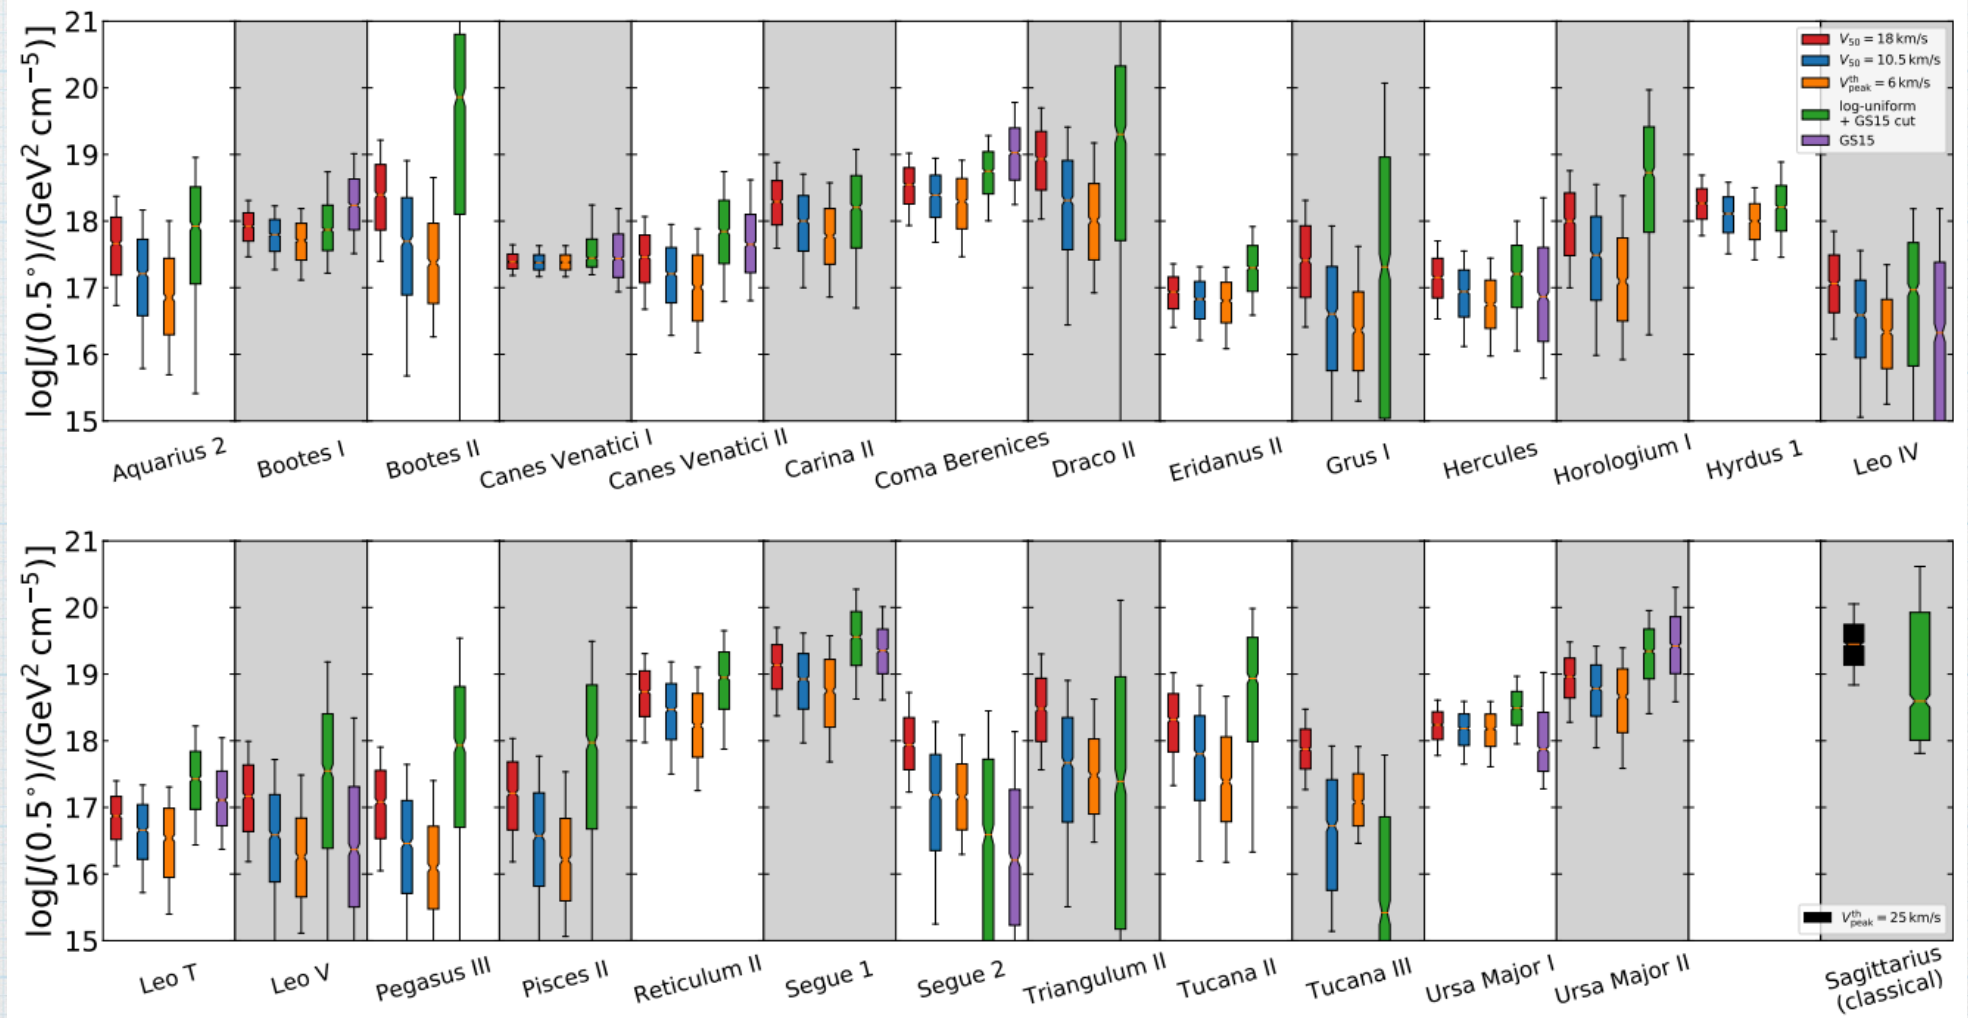 log[J(0.5°)/(GeV² cm⁻⁵)]
21
20
19
18
17
16
15
V₅₀ = 18 km/s
V₅₀ = 10.5 km/s
V_peak^th = 6 km/s
log-uniform
+ GS15 cut
GS15
Aquarius 2
Bootes I
Bootes II
Canes Venatici I
Canes Venatici II
Carina II
Coma Berenices
Draco II
Eridanus II
Grus I
Hercules
Horologium I
Hyrdus 1
Leo IV
log[J(0.5°)/(GeV² cm⁻⁵)]
21
20
19
18
17
16
15
V_peak^th = 25 km/s
Leo T
Leo V
Pegasus III
Pisces II
Reticulum II
Segue 1
Segue 2
Triangulum II
Tucana II
Tucana III
Ursa Major I
Ursa Major II
Sagittarius
(classical)